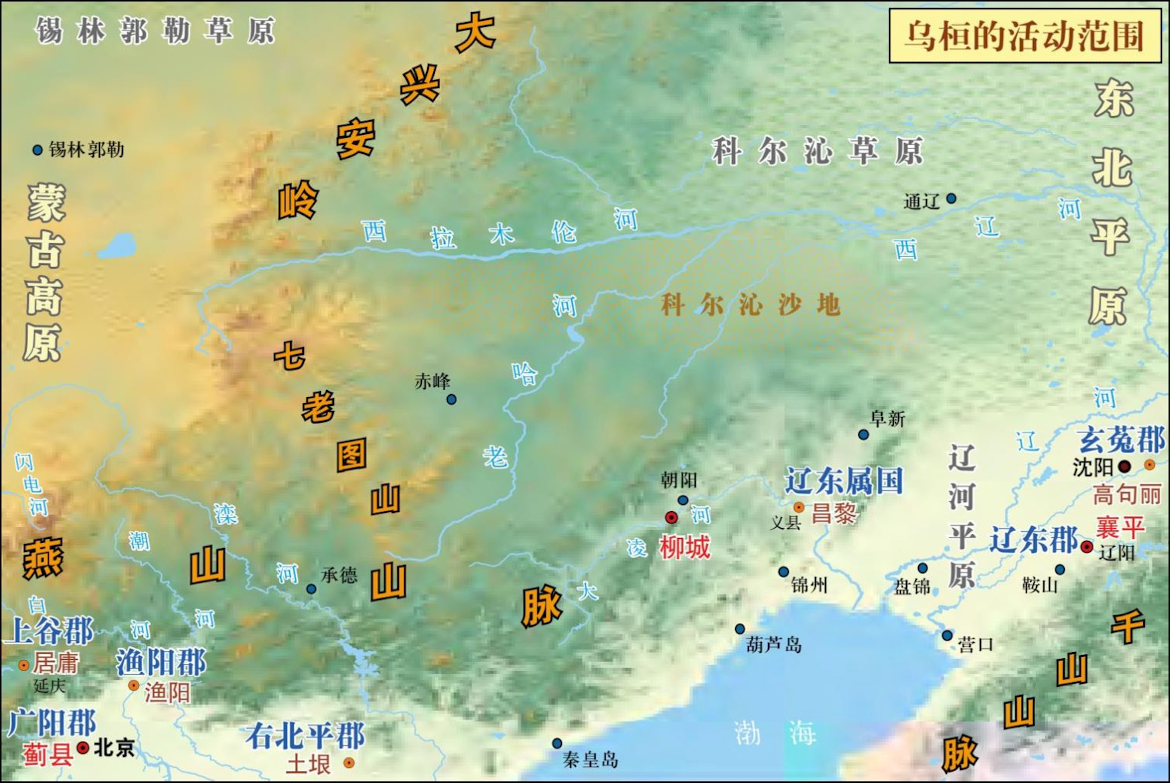 乌桓的活动范围
锡林郭勒草原
大兴安岭
东北平原
锡林郭勒
科尔沁草原
蒙古高原
通辽
西拉木伦河
西辽河
科尔沁沙地
老哈河
七老图山
赤峰
阜新
辽河
玄菟郡
沈阳
高句丽
闪电河
朝阳
辽东属国
昌黎
义县
辽河平原
襄平
辽东郡
辽阳
滦河
柳城
大凌河
燕山山脉
潮河
承德
锦州
盘锦
鞍山
白河
上谷郡
居庸
延庆
渔阳郡
渔阳
葫芦岛
营口
千山山脉
广阳郡
蓟县
北京
右北平郡
土垠
秦皇岛
渤海